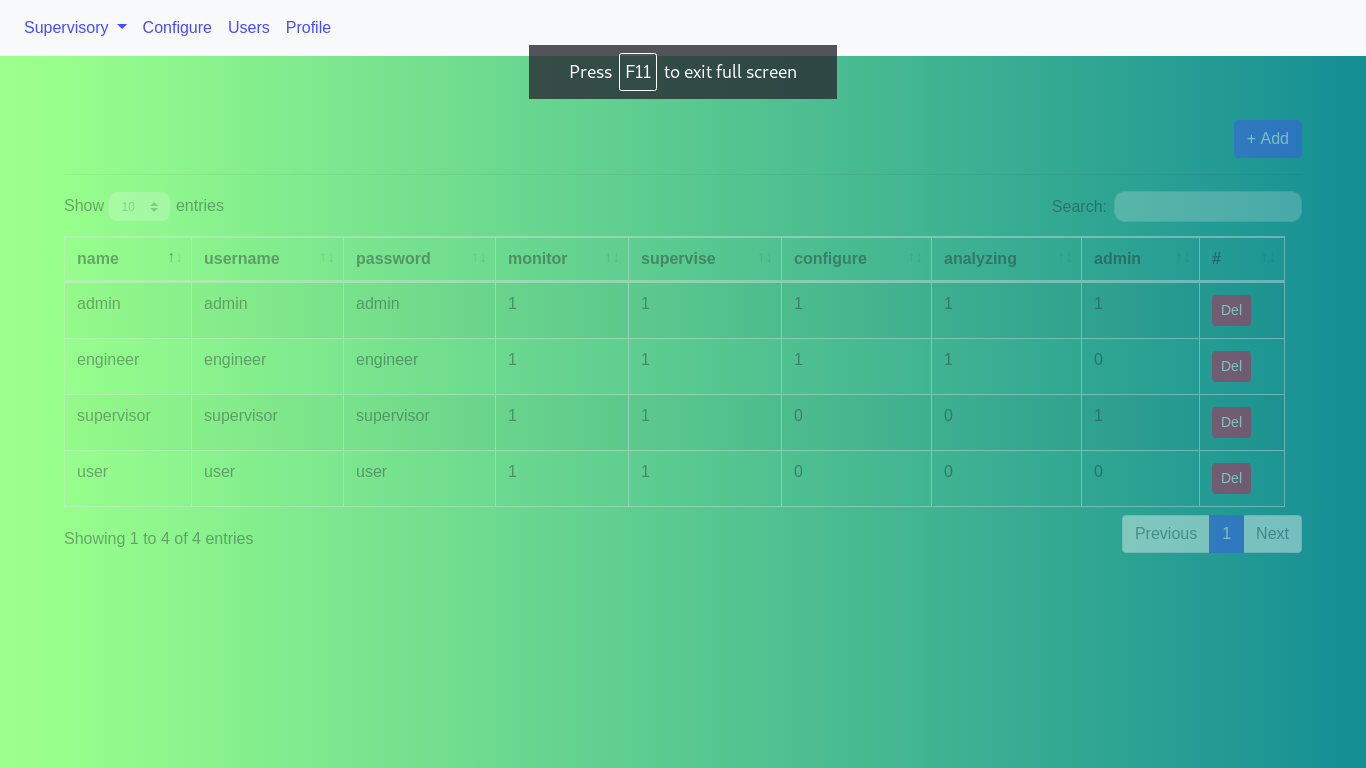 Supervisory Configure Users Profile
Press F11 to exit full screen
+ Add
Show 10 entries Search:
name ↑↓ username ↑↓ password ↑↓ monitor ↑↓ supervise ↑↓ configure ↑↓ analyzing ↑↓ admin ↑↓ # ↑↓
admin admin admin 1 1 1 1 1 Del
engineer engineer engineer 1 1 1 1 0 Del
supervisor supervisor supervisor 1 1 0 0 1 Del
user user user 1 1 0 0 0 Del
Showing 1 to 4 of 4 entries Previous 1 Next